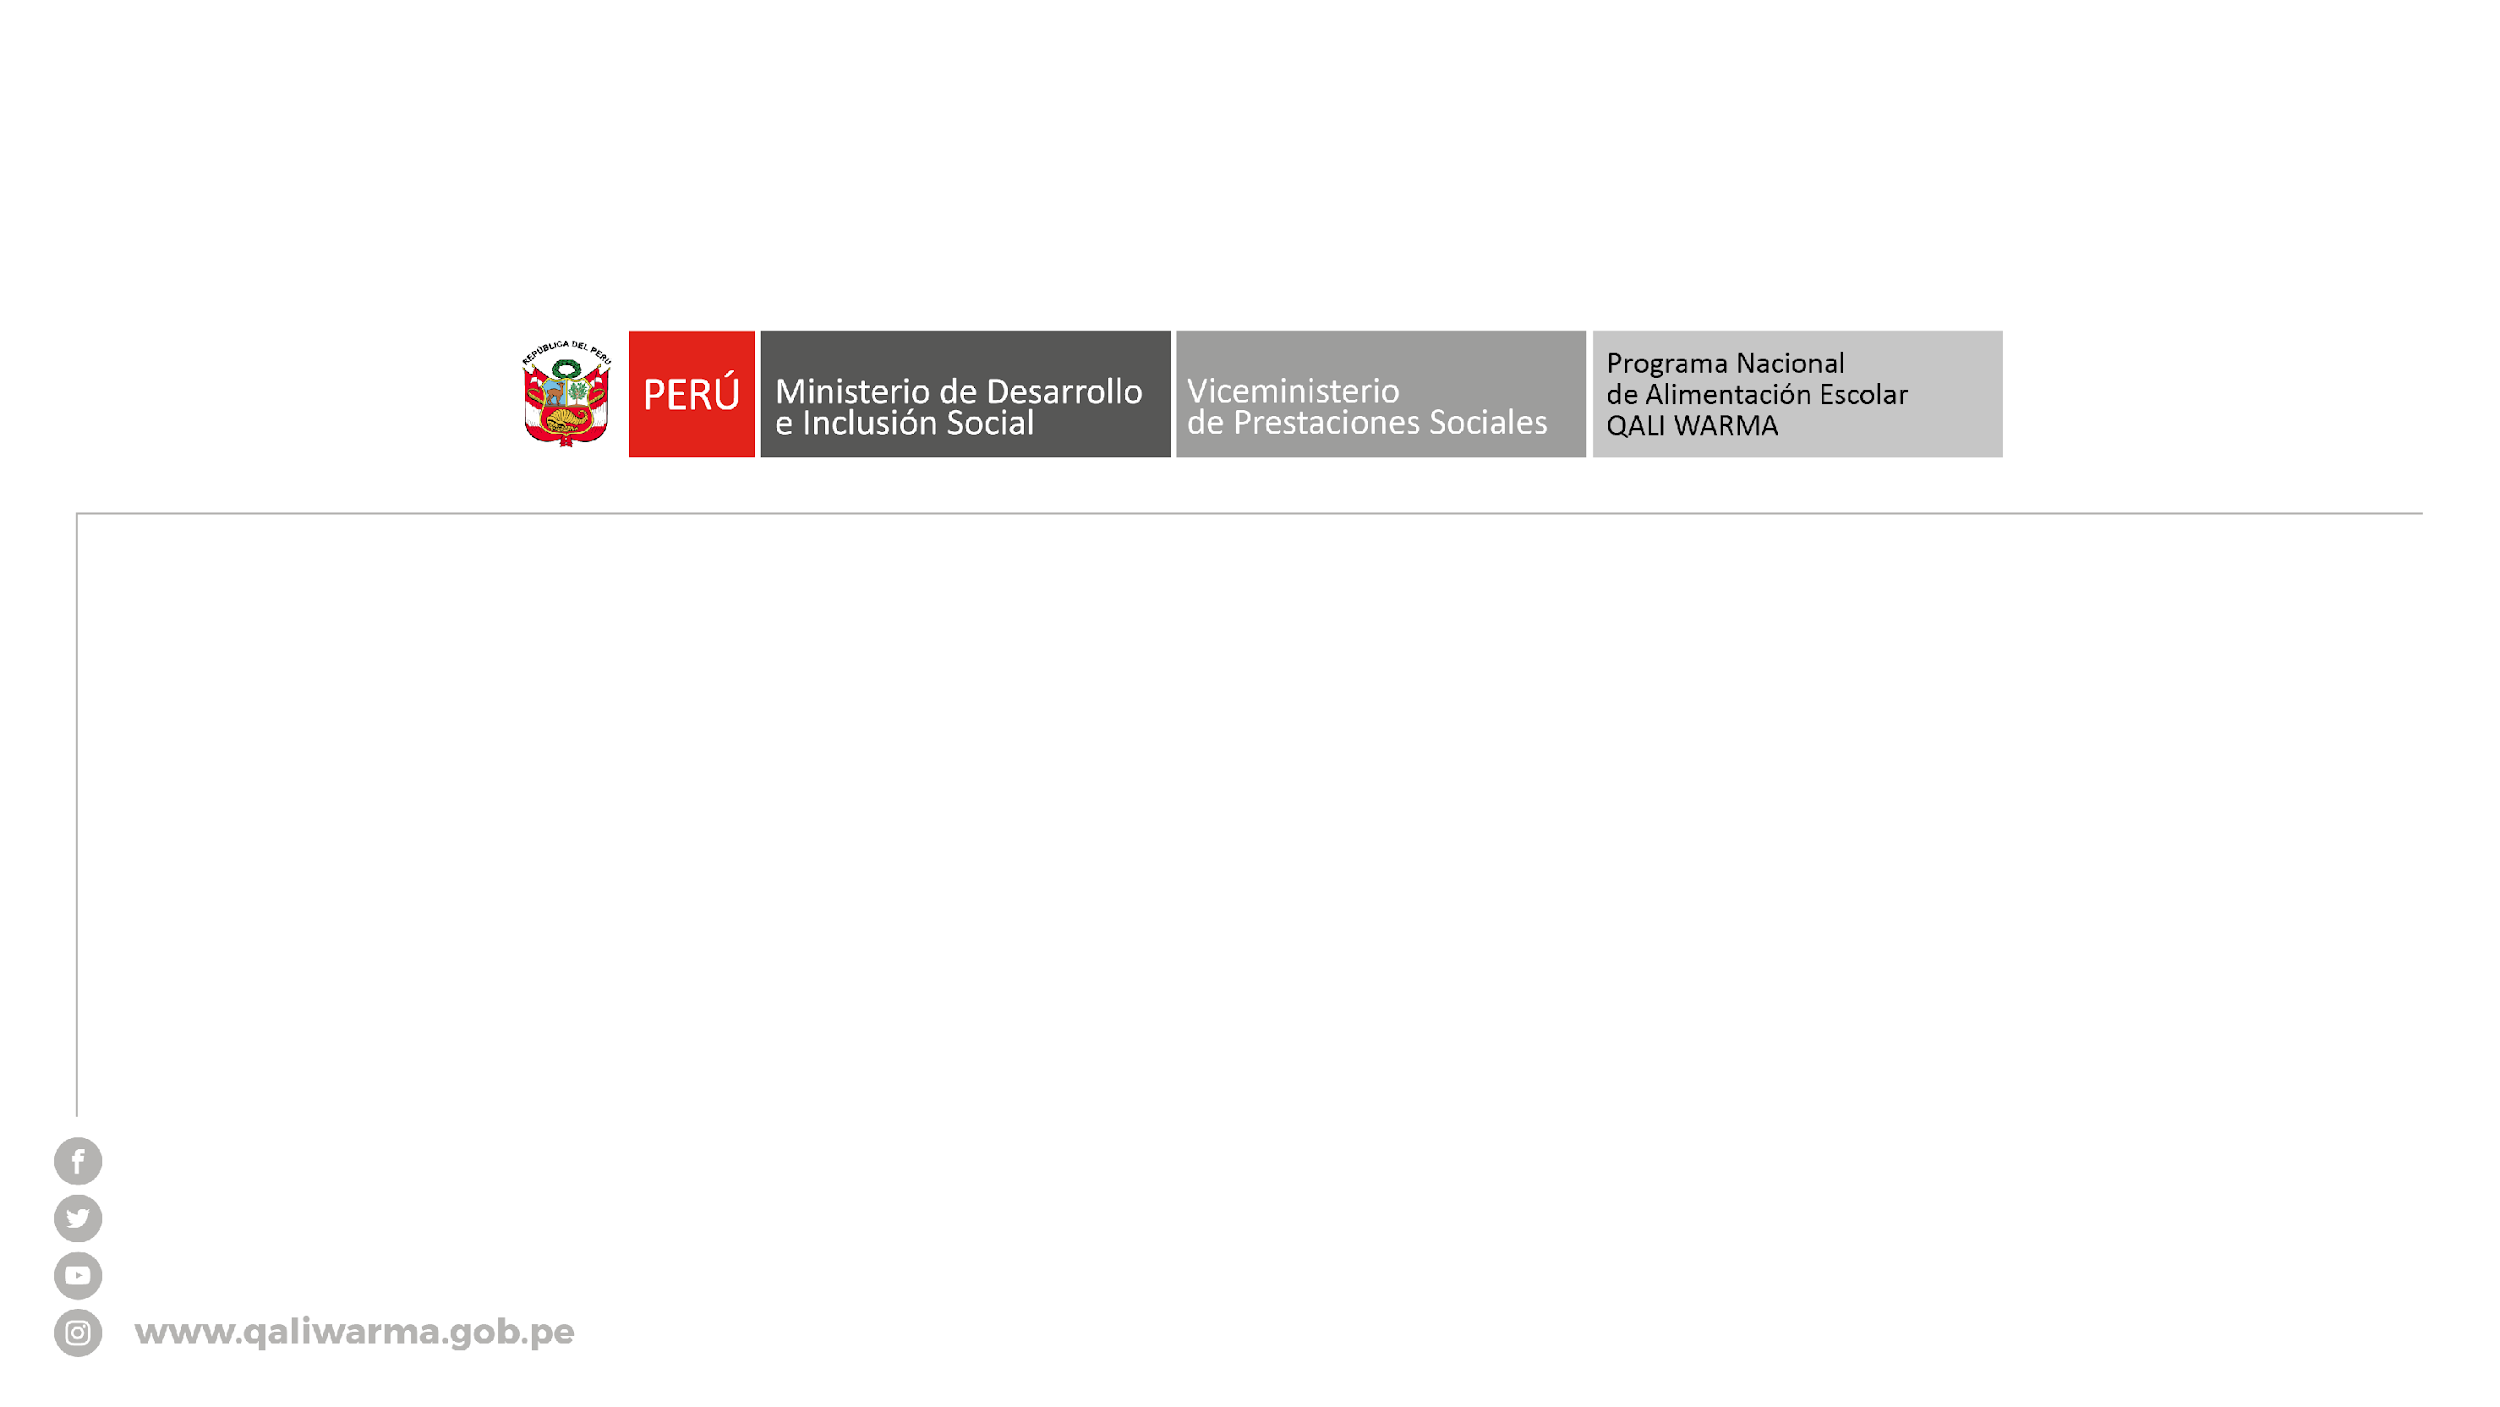 REPÚBLICA DEL PERÚ
PERÚ
Ministerio de Desarrollo
e Inclusión Social
Viceministerio
de Prestaciones Sociales
Programa Nacional
de Alimentación Escolar
QALI WARMA
www.qaliwarma.gob.pe